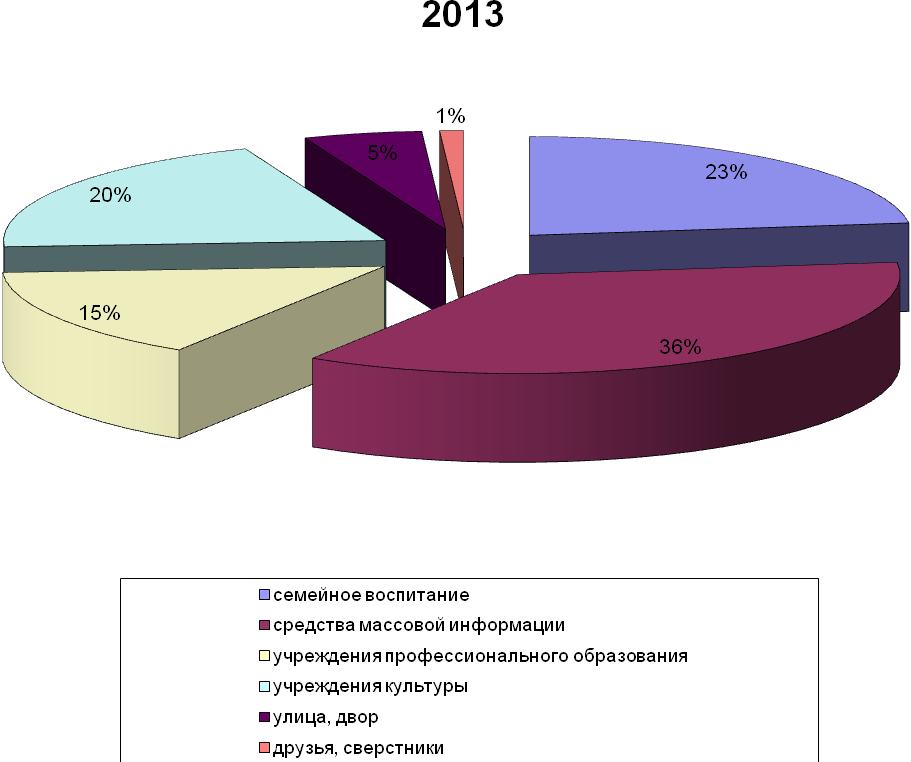 2013
1%
5%
23%
20%
15%
36%
семейное воспитание
средства массовой информации
учреждения профессионального образования
учреждения культуры
улица, двор
друзья, сверстники